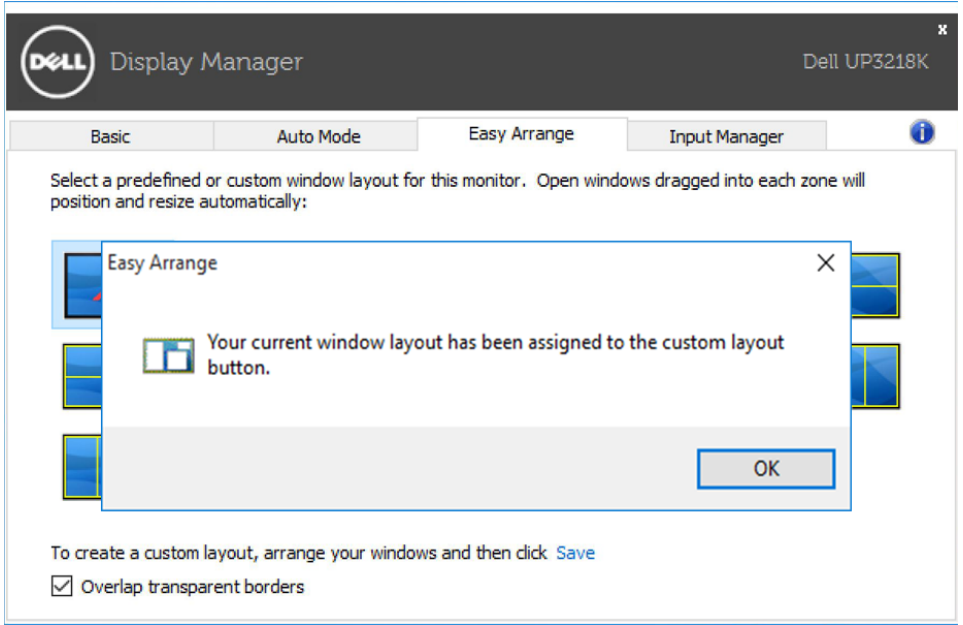 x
DELL Display Manager
Dell UP3218K
Basic Auto Mode Easy Arrange Input Manager i
Select a predefined or custom window layout for this monitor. Open windows dragged into each zone will
position and resize automatically:
Easy Arrange
Your current window layout has been assigned to the custom layout
button.
OK
To create a custom layout, arrange your windows and then click Save
Overlap transparent borders